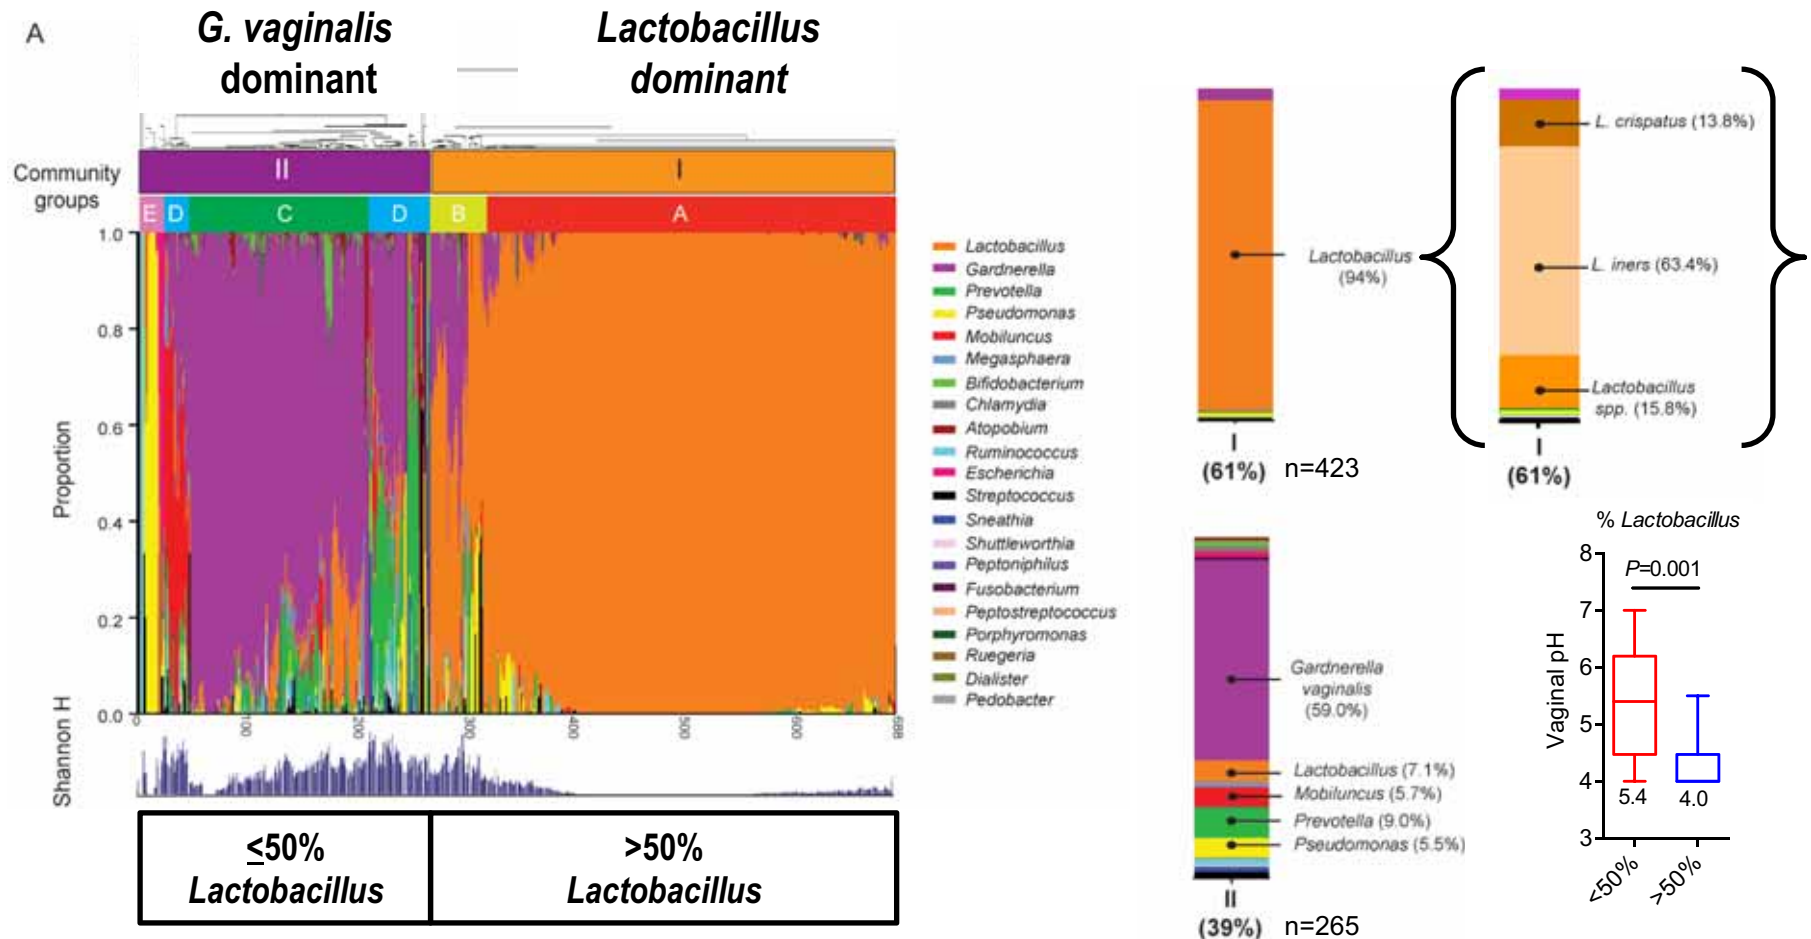 A
G. vaginalis
dominant
Lactobacillus
dominant
Community
groups
II
I
E
D
C
D
B
A
Proportion
1.0
0.8
0.6
0.4
0.2
0.0
0
100
200
300
400
500
600
688
Shannon H
≤50%
Lactobacillus
>50%
Lactobacillus
Lactobacillus
Gardnerella
Prevotella
Pseudomonas
Mobiluncus
Megasphaera
Bifidobacterium
Chlamydia
Atopobium
Ruminococcus
Escherichia
Streptococcus
Sneathia
Shuttleworthia
Peptoniphilus
Fusobacterium
Peptostreptococcus
Porphyromonas
Ruegeria
Dialister
Pedobacter
Lactobacillus
(94%)
I
(61%) n=423
L. crispatus (13.8%)
L. iners (63.4%)
Lactobacillus
spp. (15.8%)
I
(61%)
Gardnerella
vaginalis
(59.0%)
Lactobacillus (7.1%)
Mobiluncus (5.7%)
Prevotella (9.0%)
Pseudomonas (5.5%)
II
(39%) n=265
% Lactobacillus
P=0.001
Vaginal pH
8
7
6
5
4
3
5.4
4.0
<50%
>50%